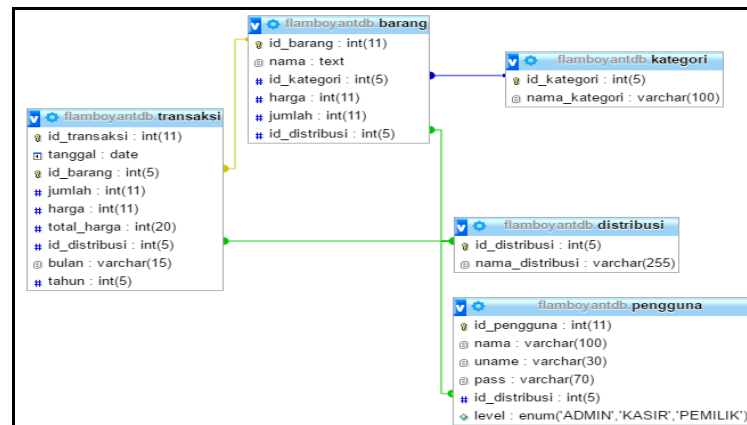 flamboyantdb.barang
id_barang : int(11)
nama : text
id_kategori : int(5)
harga : int(11)
jumlah : int(11)
id_distribusi : int(5)
flamboyantdb.kategori
id_kategori : int(5)
nama_kategori : varchar(100)
flamboyantdb.transaksi
id_transaksi : int(11)
tanggal : date
id_barang : int(5)
jumlah : int(11)
harga : int(11)
total_harga : int(20)
id_distribusi : int(5)
bulan : varchar(15)
tahun : int(5)
flamboyantdb.distribusi
id_distribusi : int(5)
nama_distribusi : varchar(255)
flamboyantdb.pengguna
id_pengguna : int(11)
nama : varchar(100)
uname : varchar(30)
pass : varchar(70)
id_distribusi : int(5)
level : enum('ADMIN','KASIR','PEMILIK')